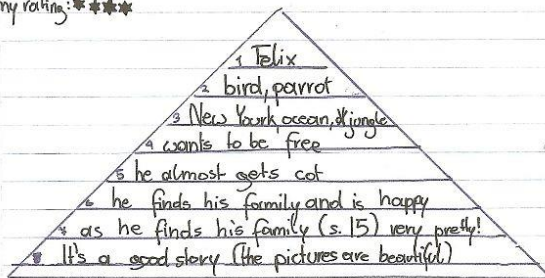 my rating: ****
1 Felix
2 bird, parrot
3 New Yourk, ocean, & jungle
4 wants to be free
5 he almost gets cot
6 he finds his family and is happy
7 as he finds his family (s. 15) very pretty!
8 It's a good story (the pictures are beautiful)